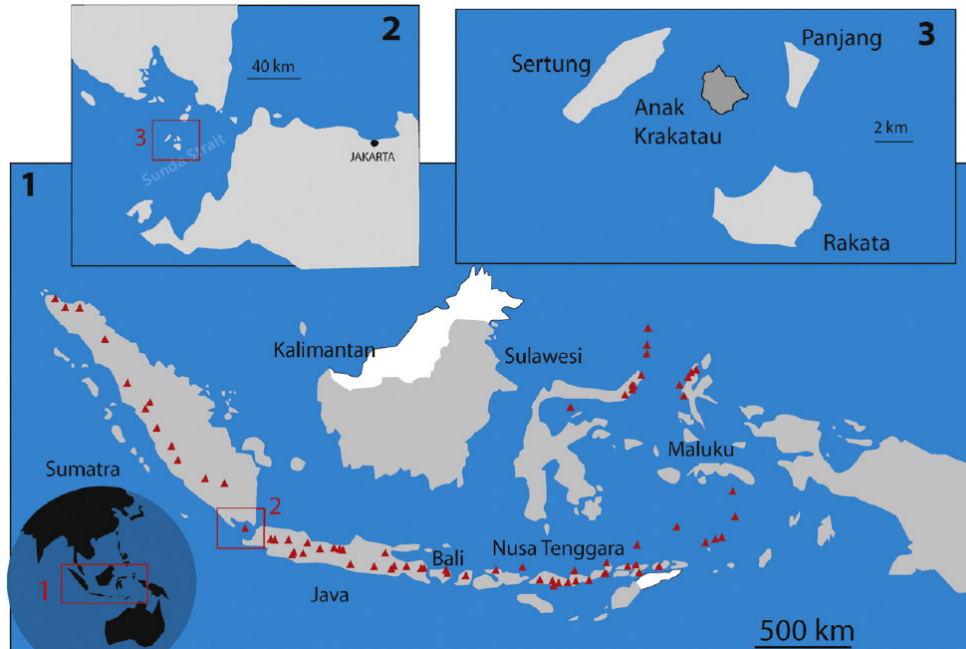 2
40 km
3
Sunda Strait
JAKARTA
3
Panjang
Sertung
Anak
Krakatau
2 km
Rakata
1
Kalimantan
Sulawesi
Maluku
Sumatra
2
Bali
Nusa Tenggara
Java
1
500 km